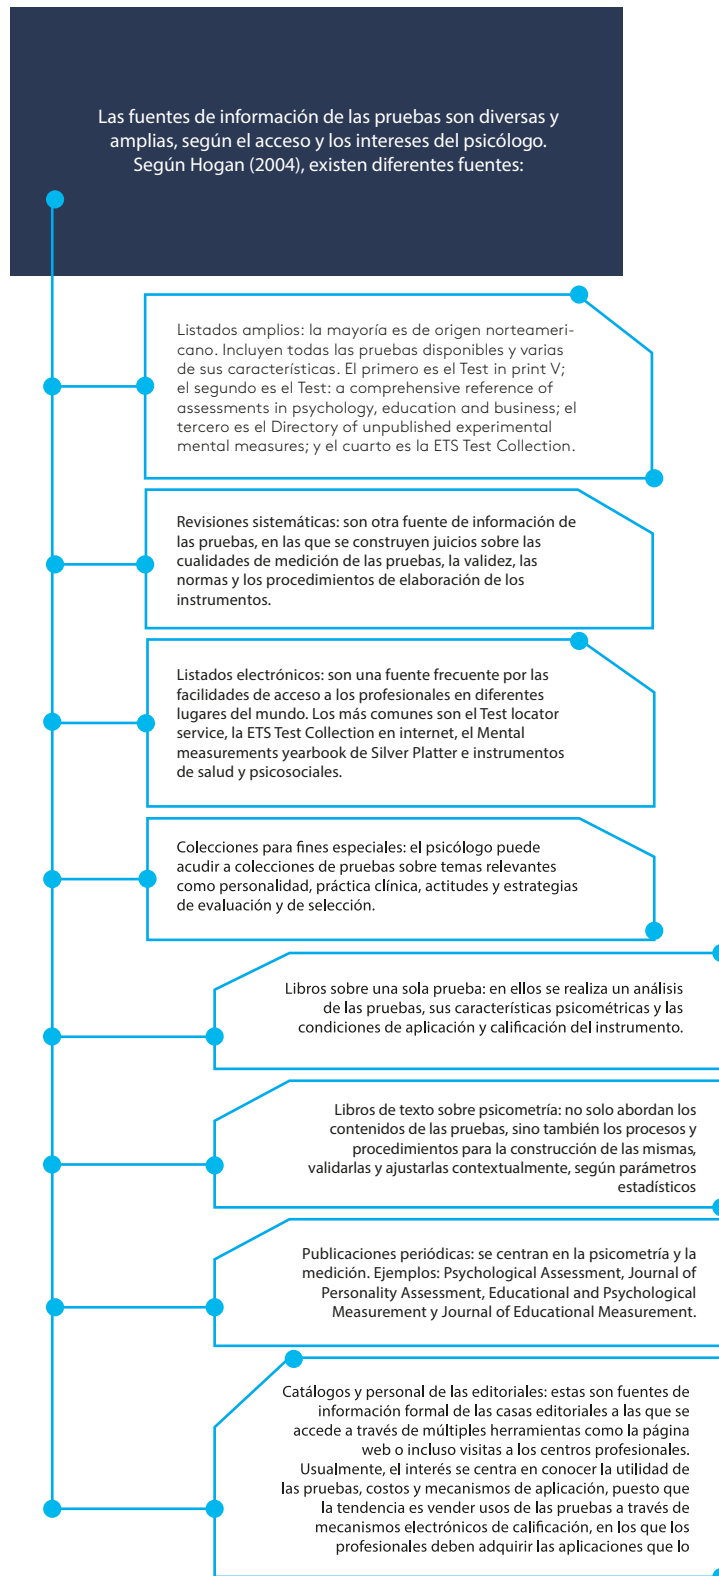 Las fuentes de información de las pruebas son diversas y
amplias, según el acceso y los intereses del psicólogo.
Según Hogan (2004), existen diferentes fuentes:
Listados amplios: la mayoría es de origen norteameri-
cano. Incluyen todas las pruebas disponibles y varias
de sus características. El primero es el Test in print V;
el segundo es el Test: a comprehensive reference of
assessments in psychology, education and business; el
tercero es el Directory of unpublished experimental
mental measures; y el cuarto es la ETS Test Collection.
Revisiones sistemáticas: son otra fuente de información de
las pruebas, en las que se construyen juicios sobre las
cualidades de medición de las pruebas, la validez, las
normas y los procedimientos de elaboración de los
instrumentos.
Listados electrónicos: son una fuente frecuente por las
facilidades de acceso a los profesionales en diferentes
lugares del mundo. Los más comunes son el Test locator
service, la ETS Test Collection en internet, el Mental
measurements yearbook de Silver Platter e instrumentos
de salud y psicosociales.
Colecciones para fines especiales: el psicólogo puede
acudir a colecciones de pruebas sobre temas relevantes
como personalidad, práctica clínica, actitudes y estrategias
de evaluación y de selección.
Libros sobre una sola prueba: en ellos se realiza un análisis
de las pruebas, sus características psicométricas y las
condiciones de aplicación y calificación del instrumento.
Libros de texto sobre psicometría: no solo abordan los
contenidos de las pruebas, sino también los procesos y
procedimientos para la construcción de las mismas,
validarlas y ajustarlas contextualmente, según parámetros
estadísticos
Publicaciones periódicas: se centran en la psicometría y la
medición. Ejemplos: Psychological Assessment, Journal of
Personality Assessment, Educational and Psychological
Measurement y Journal of Educational Measurement.
Catálogos y personal de las editoriales: estas son fuentes de
información formal de las casas editoriales a las que se
accede a través de múltiples herramientas como la página
web o incluso visitas a los centros profesionales.
Usualmente, el interés se centra en conocer la utilidad de
las pruebas, costos y mecanismos de aplicación, puesto que
la tendencia es vender usos de las pruebas a través de
mecanismos electrónicos de calificación, en los que los
profesionales deben adquirir las aplicaciones que lo